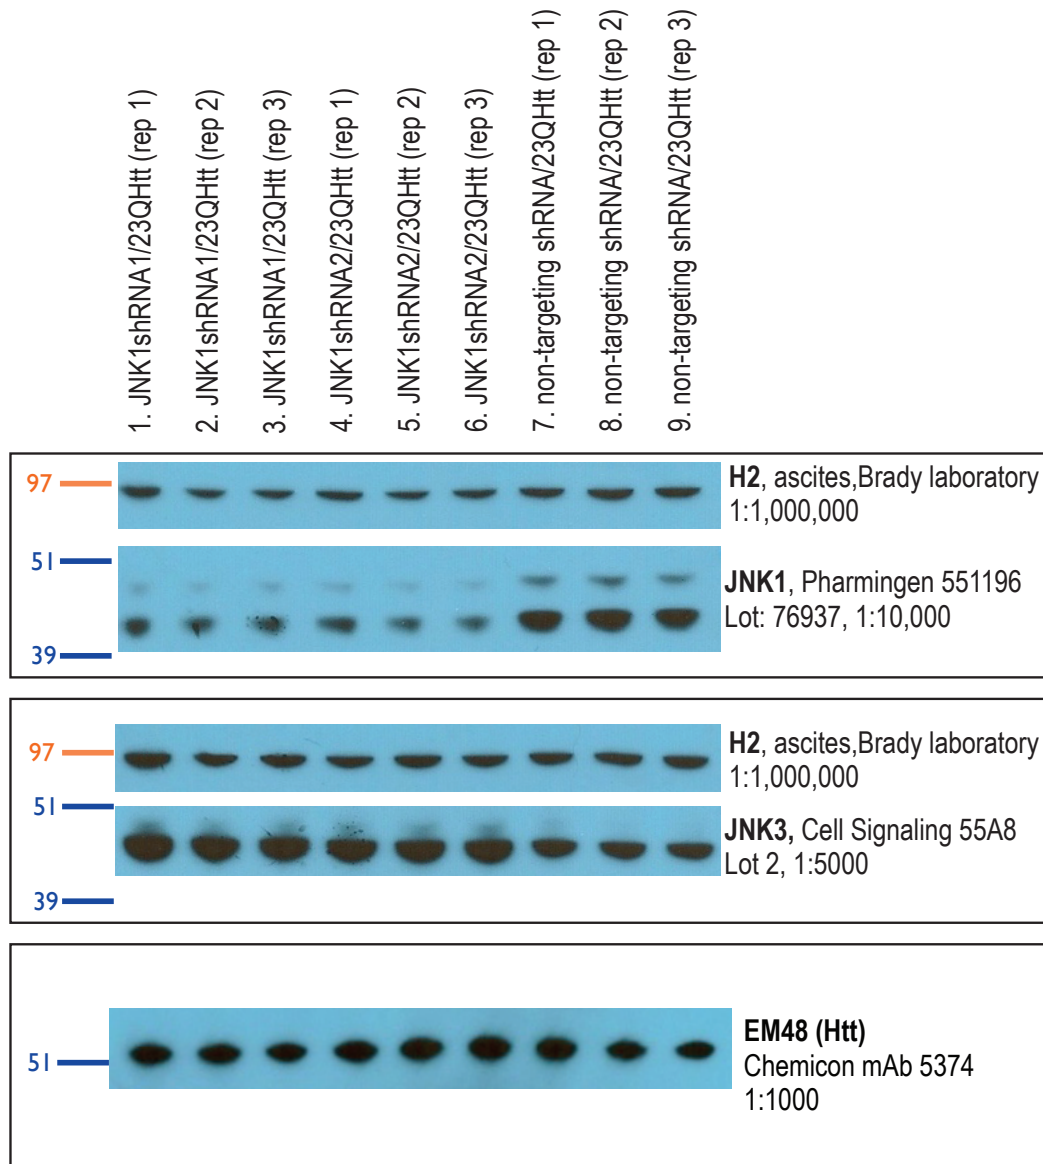 1. JNK1shRNA1/23QHtt (rep 1)
2. JNK1shRNA1/23QHtt (rep 2)
3. JNK1shRNA1/23QHtt (rep 3)
4. JNK1shRNA2/23QHtt (rep 1)
5. JNK1shRNA2/23QHtt (rep 2)
6. JNK1shRNA2/23QHtt (rep 3)
7. non-targeting shRNA/23QHtt (rep 1)
8. non-targeting shRNA/23QHtt (rep 2)
9. non-targeting shRNA/23QHtt (rep 3)
97
H2, ascites,Brady laboratory
1:1,000,000
51
JNK1, Pharmingen 551196
Lot: 76937, 1:10,000
39
97
H2, ascites,Brady laboratory
1:1,000,000
51
JNK3, Cell Signaling 55A8
Lot 2, 1:5000
39
EM48 (Htt)
51
Chemicon mAb 5374
1:1000